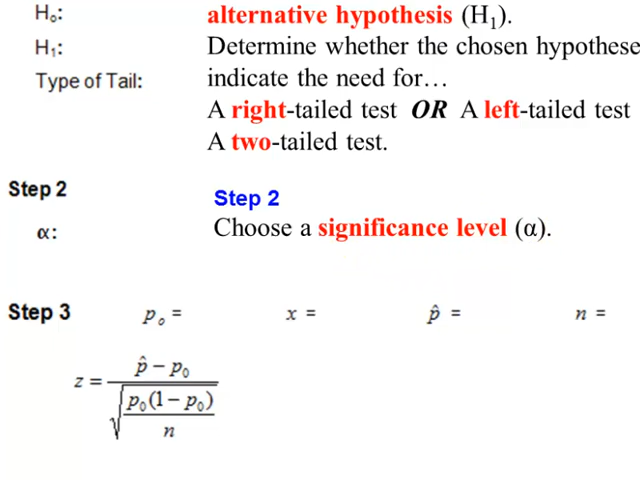 H₀: alternative hypothesis (H₁).
H₁: Determine whether the chosen hypothese
Type of Tail: indicate the need for…
A right-tailed test OR A left-tailed test
A two-tailed test.
Step 2 Step 2
α: Choose a significance level (α).
Step 3 pₒ = x = p̂ = n =
z = (p̂ − p₀) / √(p₀(1 − p₀) / n)